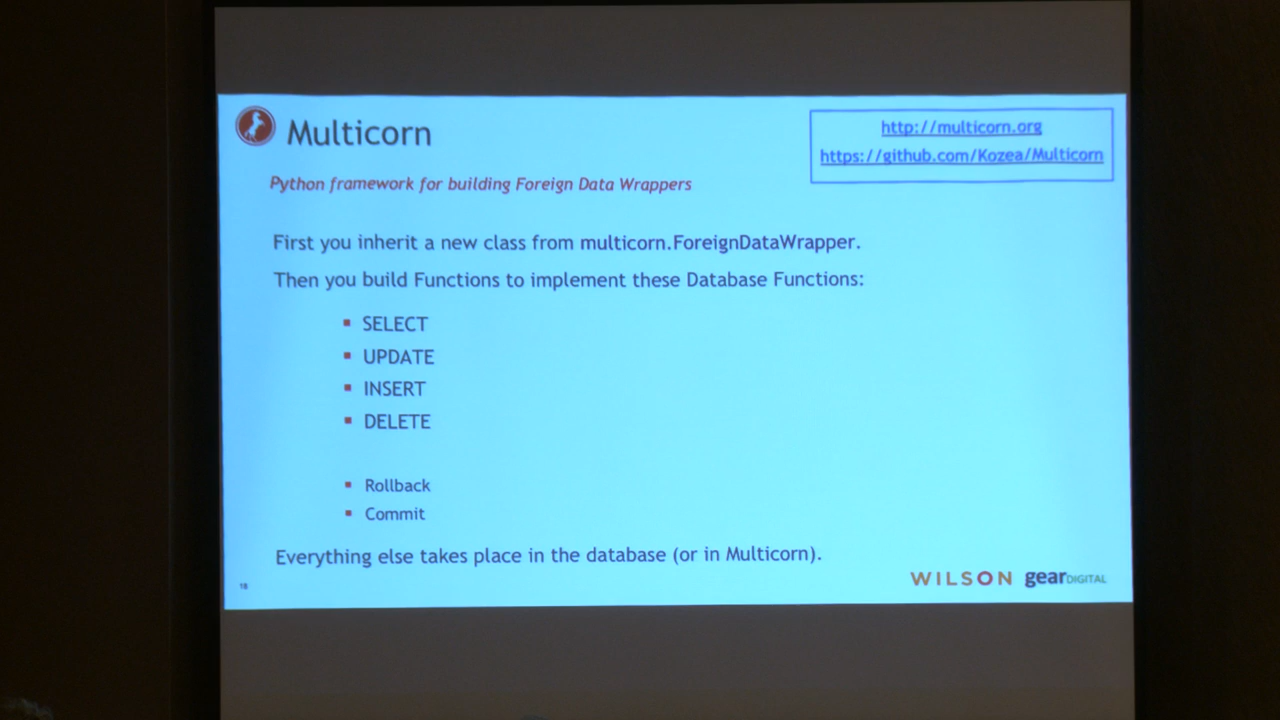 Multicorn
http://multicorn.org
https://github.com/Kozea/Multicorn
Python framework for building Foreign Data Wrappers
First you inherit a new class from multicorn.ForeignDataWrapper.
Then you build Functions to implement these Database Functions:
▪ SELECT
▪ UPDATE
▪ INSERT
▪ DELETE
▪ Rollback
▪ Commit
Everything else takes place in the database (or in Multicorn).
18
WILSON gearDIGITAL